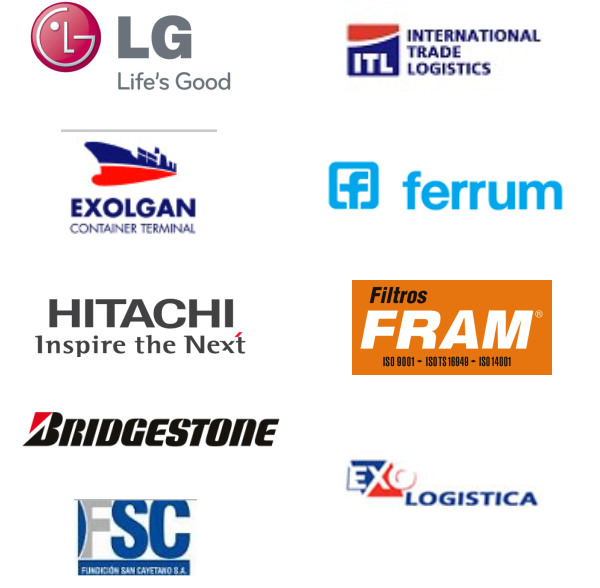 LG
Life's Good
ITL
INTERNATIONAL
TRADE
LOGISTICS
EXOLGAN
CONTAINER TERMINAL
ferrum
HITACHI
Inspire the Next
Filtros
FRAM®
ISO 9001 - ISO TS 16949 - ISO 14001
BRIDGESTONE
EXO
LOGISTICA
FSC
FUNDICIÓN SAN CAYETANO S.A.